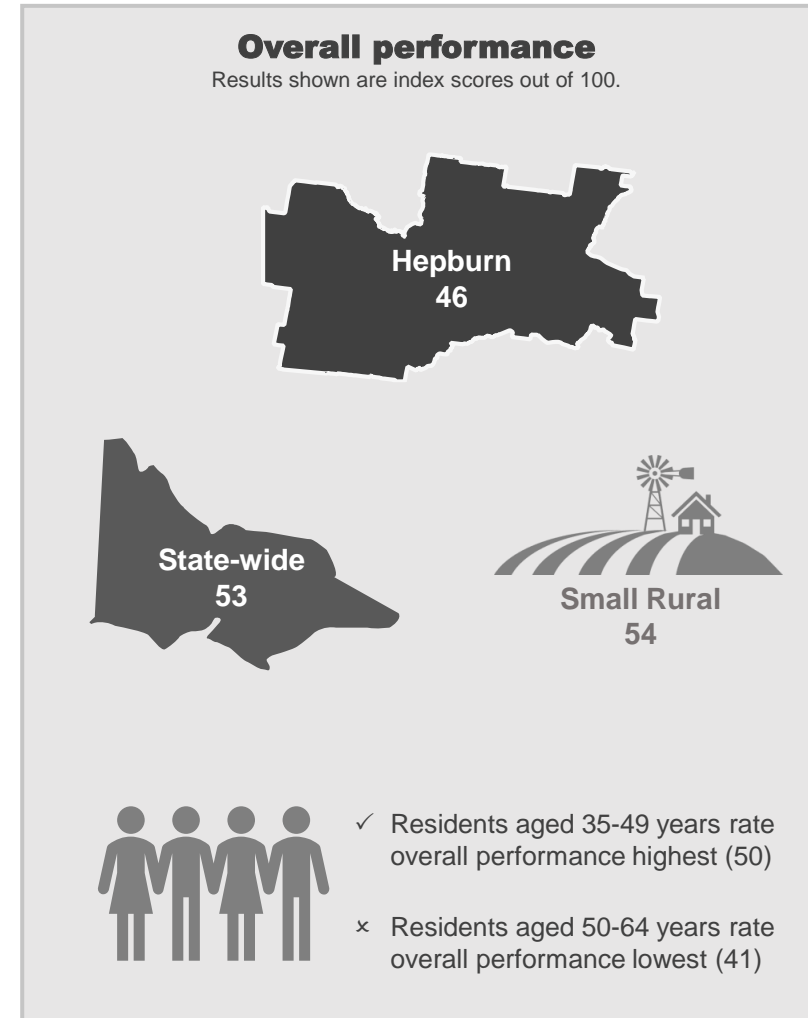 Overall performance
Results shown are index scores out of 100.
Hepburn
46
State-wide
53
Small Rural
54
✓ Residents aged 35-49 years rate
overall performance highest (50)
× Residents aged 50-64 years rate
overall performance lowest (41)